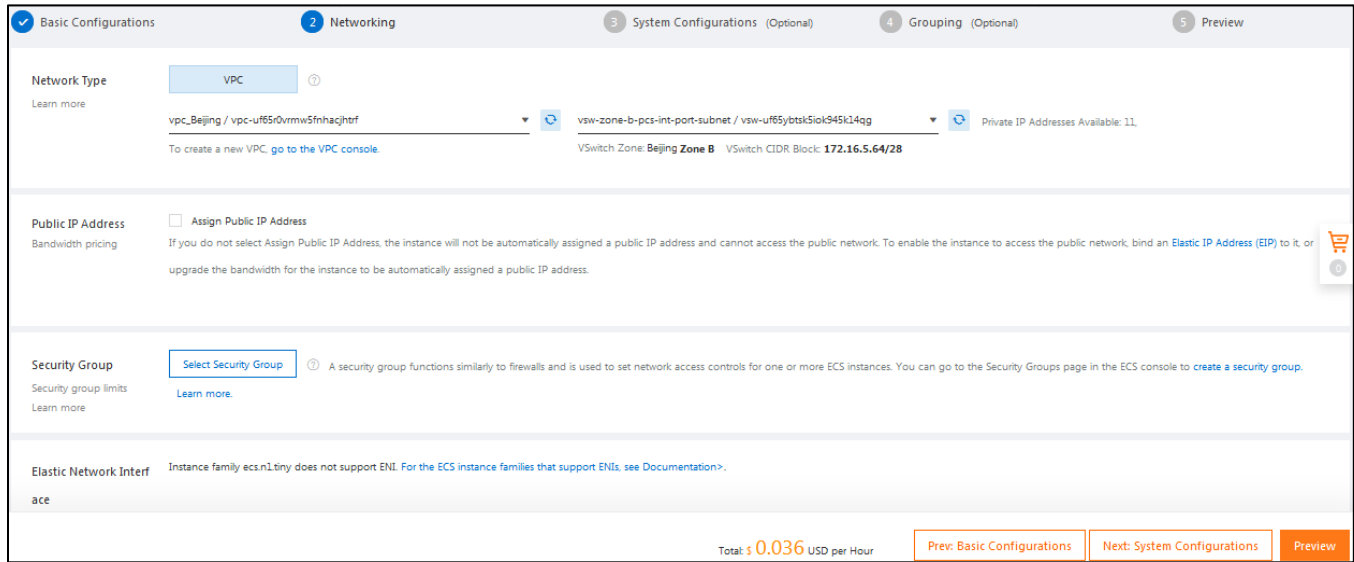 Basic Configurations
2 Networking
3 System Configurations (Optional)
4 Grouping (Optional)
5 Preview
Network Type
VPC
Learn more
vpc_Beijing / vpc-uf65r0vrmw5fnhacjhtrf
vsw-zone-b-pcs-int-port-subnet / vsw-uf65ybtsk5iok945k14qg
Private IP Addresses Available: 11,
To create a new VPC, go to the VPC console.
VSwitch Zone: Beijing Zone B VSwitch CIDR Block: 172.16.5.64/28
Public IP Address
Assign Public IP Address
Bandwidth pricing
If you do not select Assign Public IP Address, the instance will not be automatically assigned a public IP address and cannot access the public network. To enable the instance to access the public network, bind an Elastic IP Address (EIP) to it, or
upgrade the bandwidth for the instance to be automatically assigned a public IP address.
0
Security Group
Select Security Group
A security group functions similarly to firewalls and is used to set network access controls for one or more ECS instances. You can go to the Security Groups page in the ECS console to create a security group.
Security group limits
Learn more.
Learn more
Elastic Network Interf
ace
Instance family ecs.n1.tiny does not support ENI. For the ECS instance families that support ENIs, see Documentation>.
Total: $ 0.036 USD per Hour
Prev: Basic Configurations
Next: System Configurations
Preview